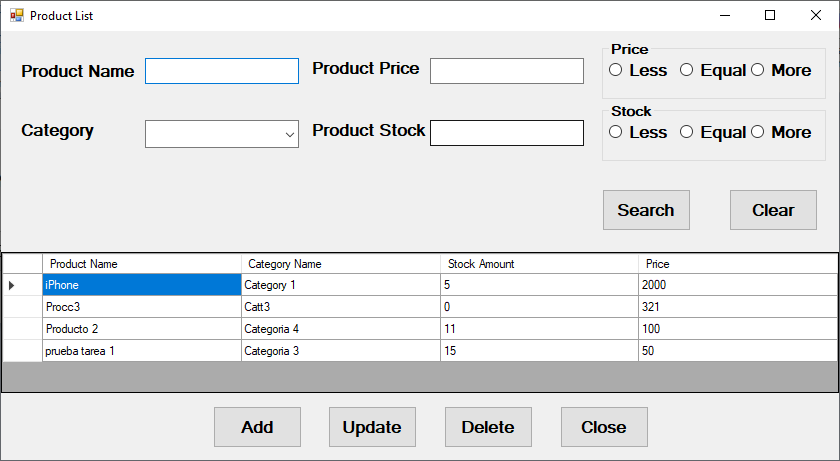 Product List
Product Name
Product Price
Price
Less Equal More
Category
Product Stock
Stock
Less Equal More
Search Clear
Product Name Category Name Stock Amount Price
iPhone Category 1 5 2000
Procc3 Catt3 0 321
Producto 2 Categoria 4 11 100
prueba tarea 1 Categoria 3 15 50
Add Update Delete Close